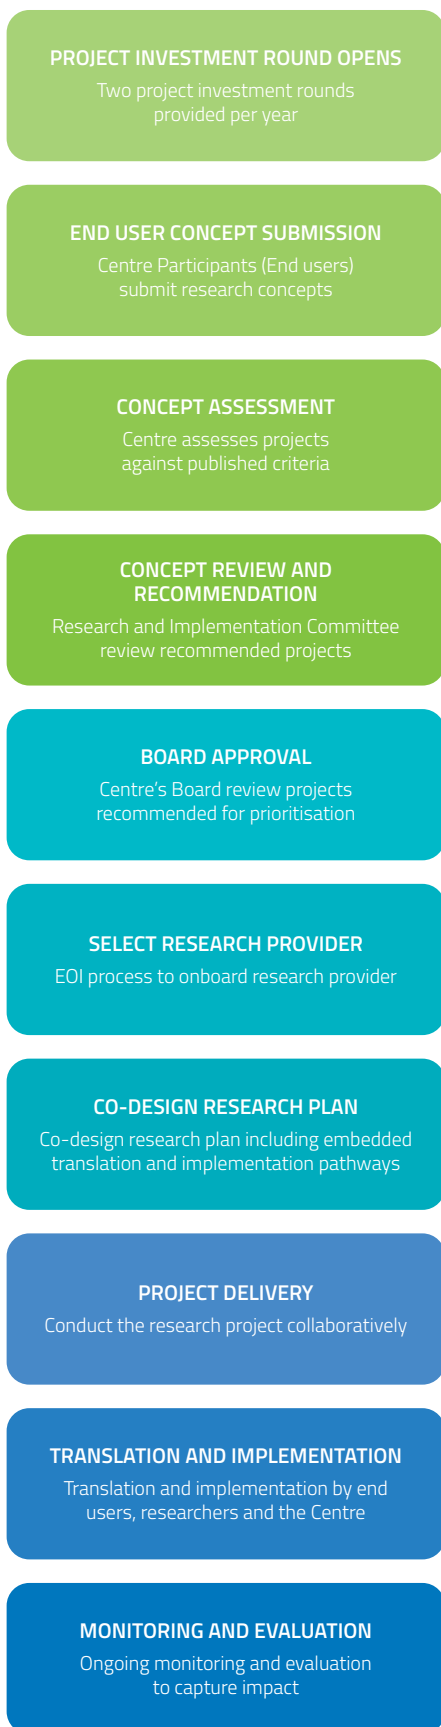 PROJECT INVESTMENT ROUND OPENS
Two project investment rounds
provided per year
END USER CONCEPT SUBMISSION
Centre Participants (End users)
submit research concepts
CONCEPT ASSESSMENT
Centre assesses projects
against published criteria
CONCEPT REVIEW AND
RECOMMENDATION
Research and Implementation Committee
review recommended projects
BOARD APPROVAL
Centre's Board review projects
recommended for prioritisation
SELECT RESEARCH PROVIDER
EOI process to onboard research provider
CO-DESIGN RESEARCH PLAN
Co-design research plan including embedded
translation and implementation pathways
PROJECT DELIVERY
Conduct the research project collaboratively
TRANSLATION AND IMPLEMENTATION
Translation and implementation by end
users, researchers and the Centre
MONITORING AND EVALUATION
Ongoing monitoring and evaluation
to capture impact